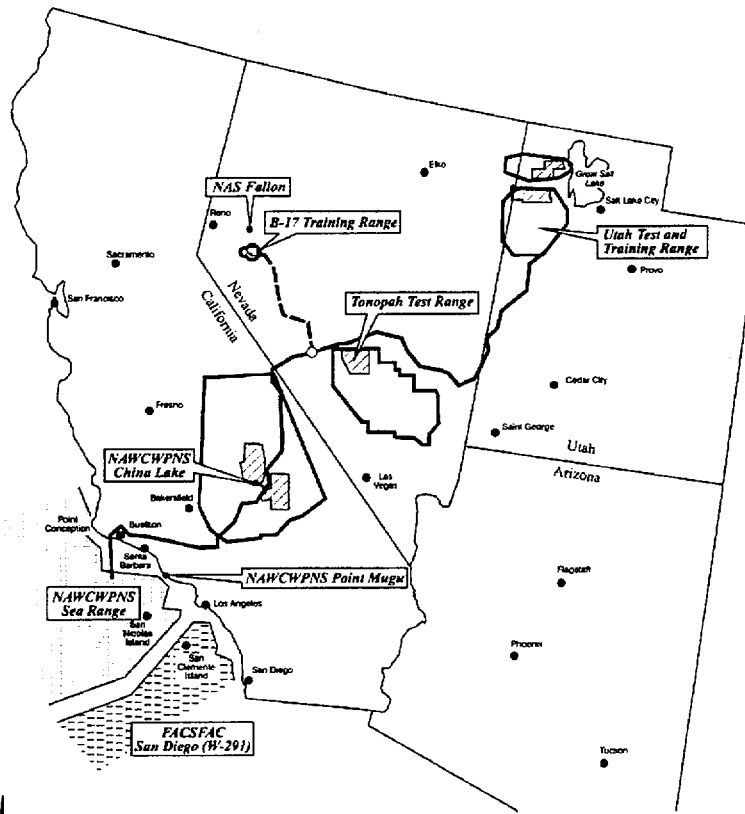 Elko
Great Salt
Lake
Salt Lake City
NAS Fallon
Reno
B-17 Training Range
Utah Test and
Training Range
Sacramento
Provo
San Francisco
Nevada
California
Tonopah Test Range
Fresno
Cedar City
Saint George
Utah
Arizona
NAWCWPNS
China Lake
Las
Vegas
Bakersfield
Point
Conception
Buellton
Santa
Barbara
NAWCWPNS Point Mugu
Flagstaff
NAWCWPNS
Sea Range
Los Angeles
San
Nicolas
Island
San
Clemente
Island
San Diego
Phoenix
FACSFAC
San Diego (W-291)
Tucson